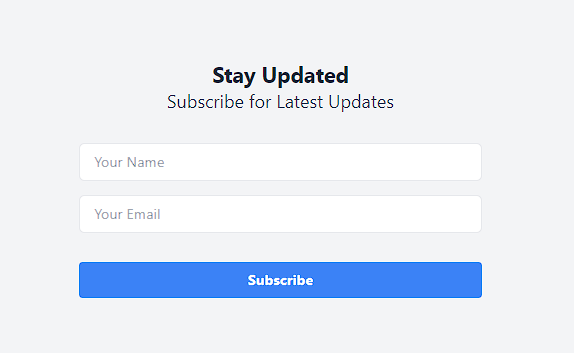 Stay Updated
Subscribe for Latest Updates
Your Name
Your Email
Subscribe